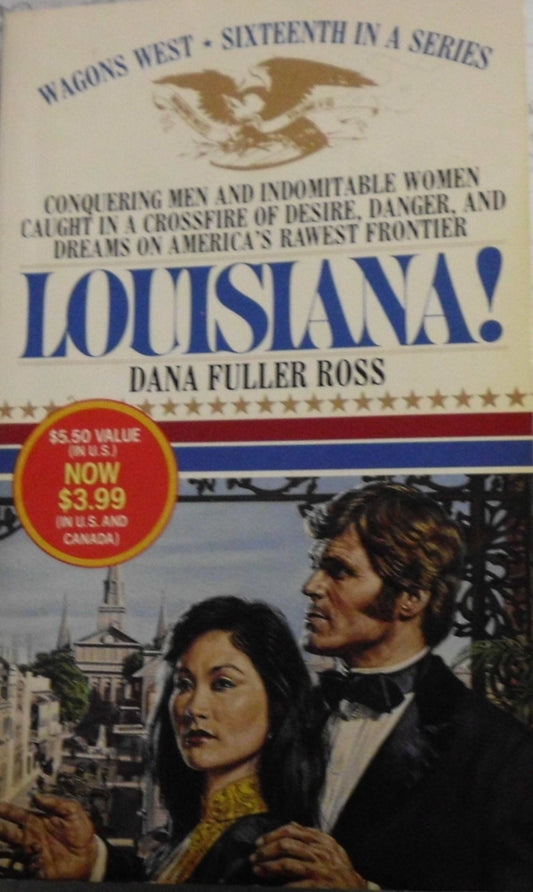 WAGONS WEST • SIXTEENTH IN A SERIES
CONQUERING MEN AND INDOMITABLE WOMEN
CAUGHT IN A CROSSFIRE OF DESIRE, DANGER, AND
DREAMS ON AMERICA'S RAWEST FRONTIER
LOUISIANA!
DANA FULLER ROSS
$5.50 VALUE
(IN U.S.)
NOW
$3.99
(IN U.S. AND
CANADA)